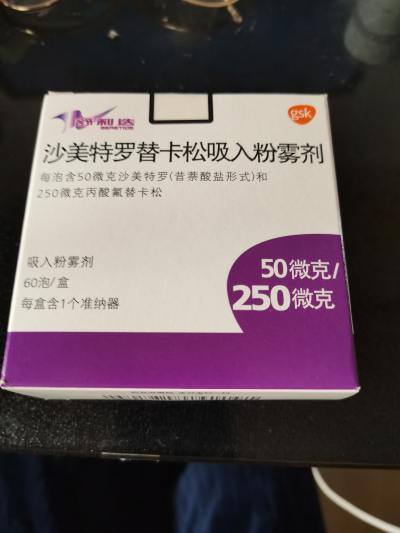 舒利迭
SERETIDE
gsk
沙美特罗替卡松吸入粉雾剂
每泡含50微克沙美特罗(昔萘酸盐形式)和
250微克丙酸氟替卡松
吸入粉雾剂
60泡/盒
每盒含1个准纳器
50微克/
250微克